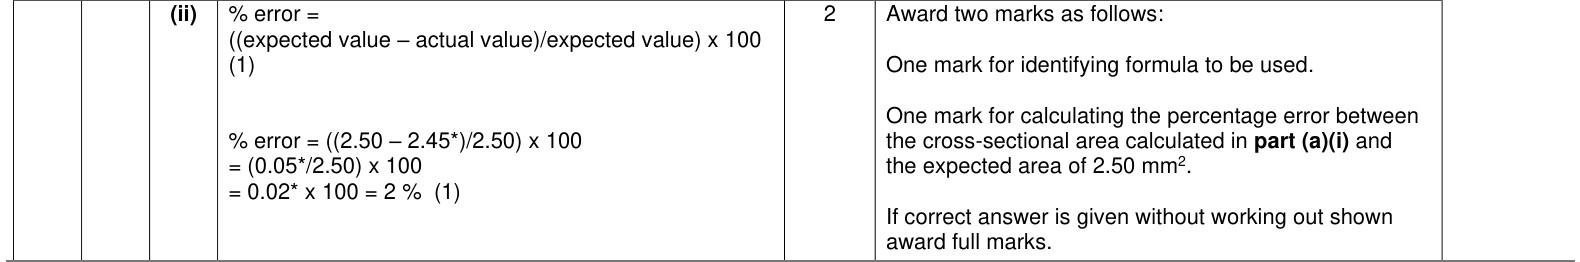 (ii)
% error =
((expected value – actual value)/expected value) x 100
(1)
% error = ((2.50 – 2.45*)/2.50) x 100
= (0.05*/2.50) x 100
= 0.02* x 100 = 2 %  (1)
2
Award two marks as follows:
One mark for identifying formula to be used.
One mark for calculating the percentage error between
the cross-sectional area calculated in part (a)(i) and
the expected area of 2.50 mm².
If correct answer is given without working out shown
award full marks.